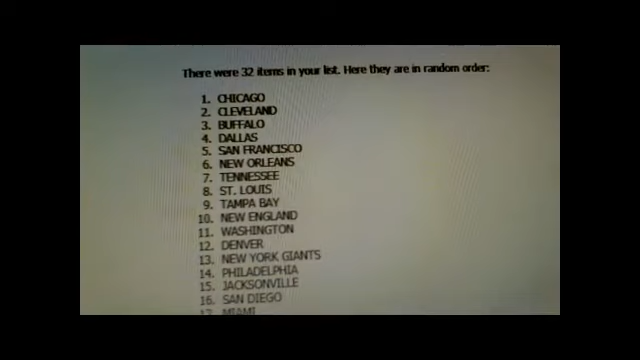 There were 32 items in your list. Here they are in random order:
1. CHICAGO
2. CLEVELAND
3. BUFFALO
4. DALLAS
5. SAN FRANCISCO
6. NEW ORLEANS
7. TENNESSEE
8. ST. LOUIS
9. TAMPA BAY
10. NEW ENGLAND
11. WASHINGTON
12. DENVER
13. NEW YORK GIANTS
14. PHILADELPHIA
15. JACKSONVILLE
16. SAN DIEGO
17. MIAMI